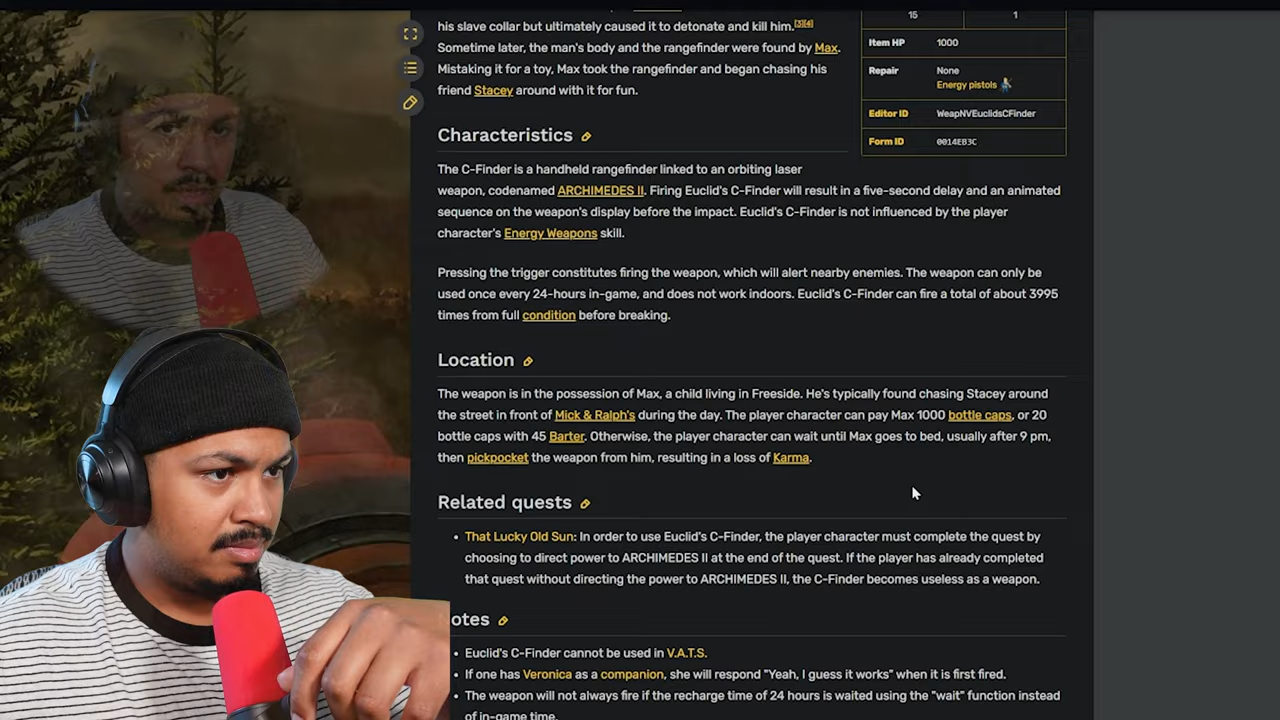 his slave collar but ultimately caused it to detonate and kill him.[3][4]
Sometime later, the man's body and the rangefinder were found by Max.
Mistaking it for a toy, Max took the rangefinder and began chasing his
friend Stacey around with it for fun.
15 1
Item HP 1000
Repair None
Energy pistols
Editor ID WeapNVEuclidsCFinder
Form ID 0014EB3C
Characteristics
The C-Finder is a handheld rangefinder linked to an orbiting laser
weapon, codenamed ARCHIMEDES II. Firing Euclid's C-Finder will result in a five-second delay and an animated
sequence on the weapon's display before the impact. Euclid's C-Finder is not influenced by the player
character's Energy Weapons skill.
Pressing the trigger constitutes firing the weapon, which will alert nearby enemies. The weapon can only be
used once every 24-hours in-game, and does not work indoors. Euclid's C-Finder can fire a total of about 3995
times from full condition before breaking.
Location
The weapon is in the possession of Max, a child living in Freeside. He's typically found chasing Stacey around
the street in front of Mick & Ralph's during the day. The player character can pay Max 1000 bottle caps, or 20
bottle caps with 45 Barter. Otherwise, the player character can wait until Max goes to bed, usually after 9 pm,
then pickpocket the weapon from him, resulting in a loss of Karma.
Related quests
• That Lucky Old Sun: In order to use Euclid's C-Finder, the player character must complete the quest by
choosing to direct power to ARCHIMEDES II at the end of the quest. If the player has already completed
that quest without directing the power to ARCHIMEDES II, the C-Finder becomes useless as a weapon.
otes
• Euclid's C-Finder cannot be used in V.A.T.S.
• If one has Veronica as a companion, she will respond "Yeah, I guess it works" when it is first fired.
• The weapon will not always fire if the recharge time of 24 hours is waited using the "wait" function instead
of in-game time.